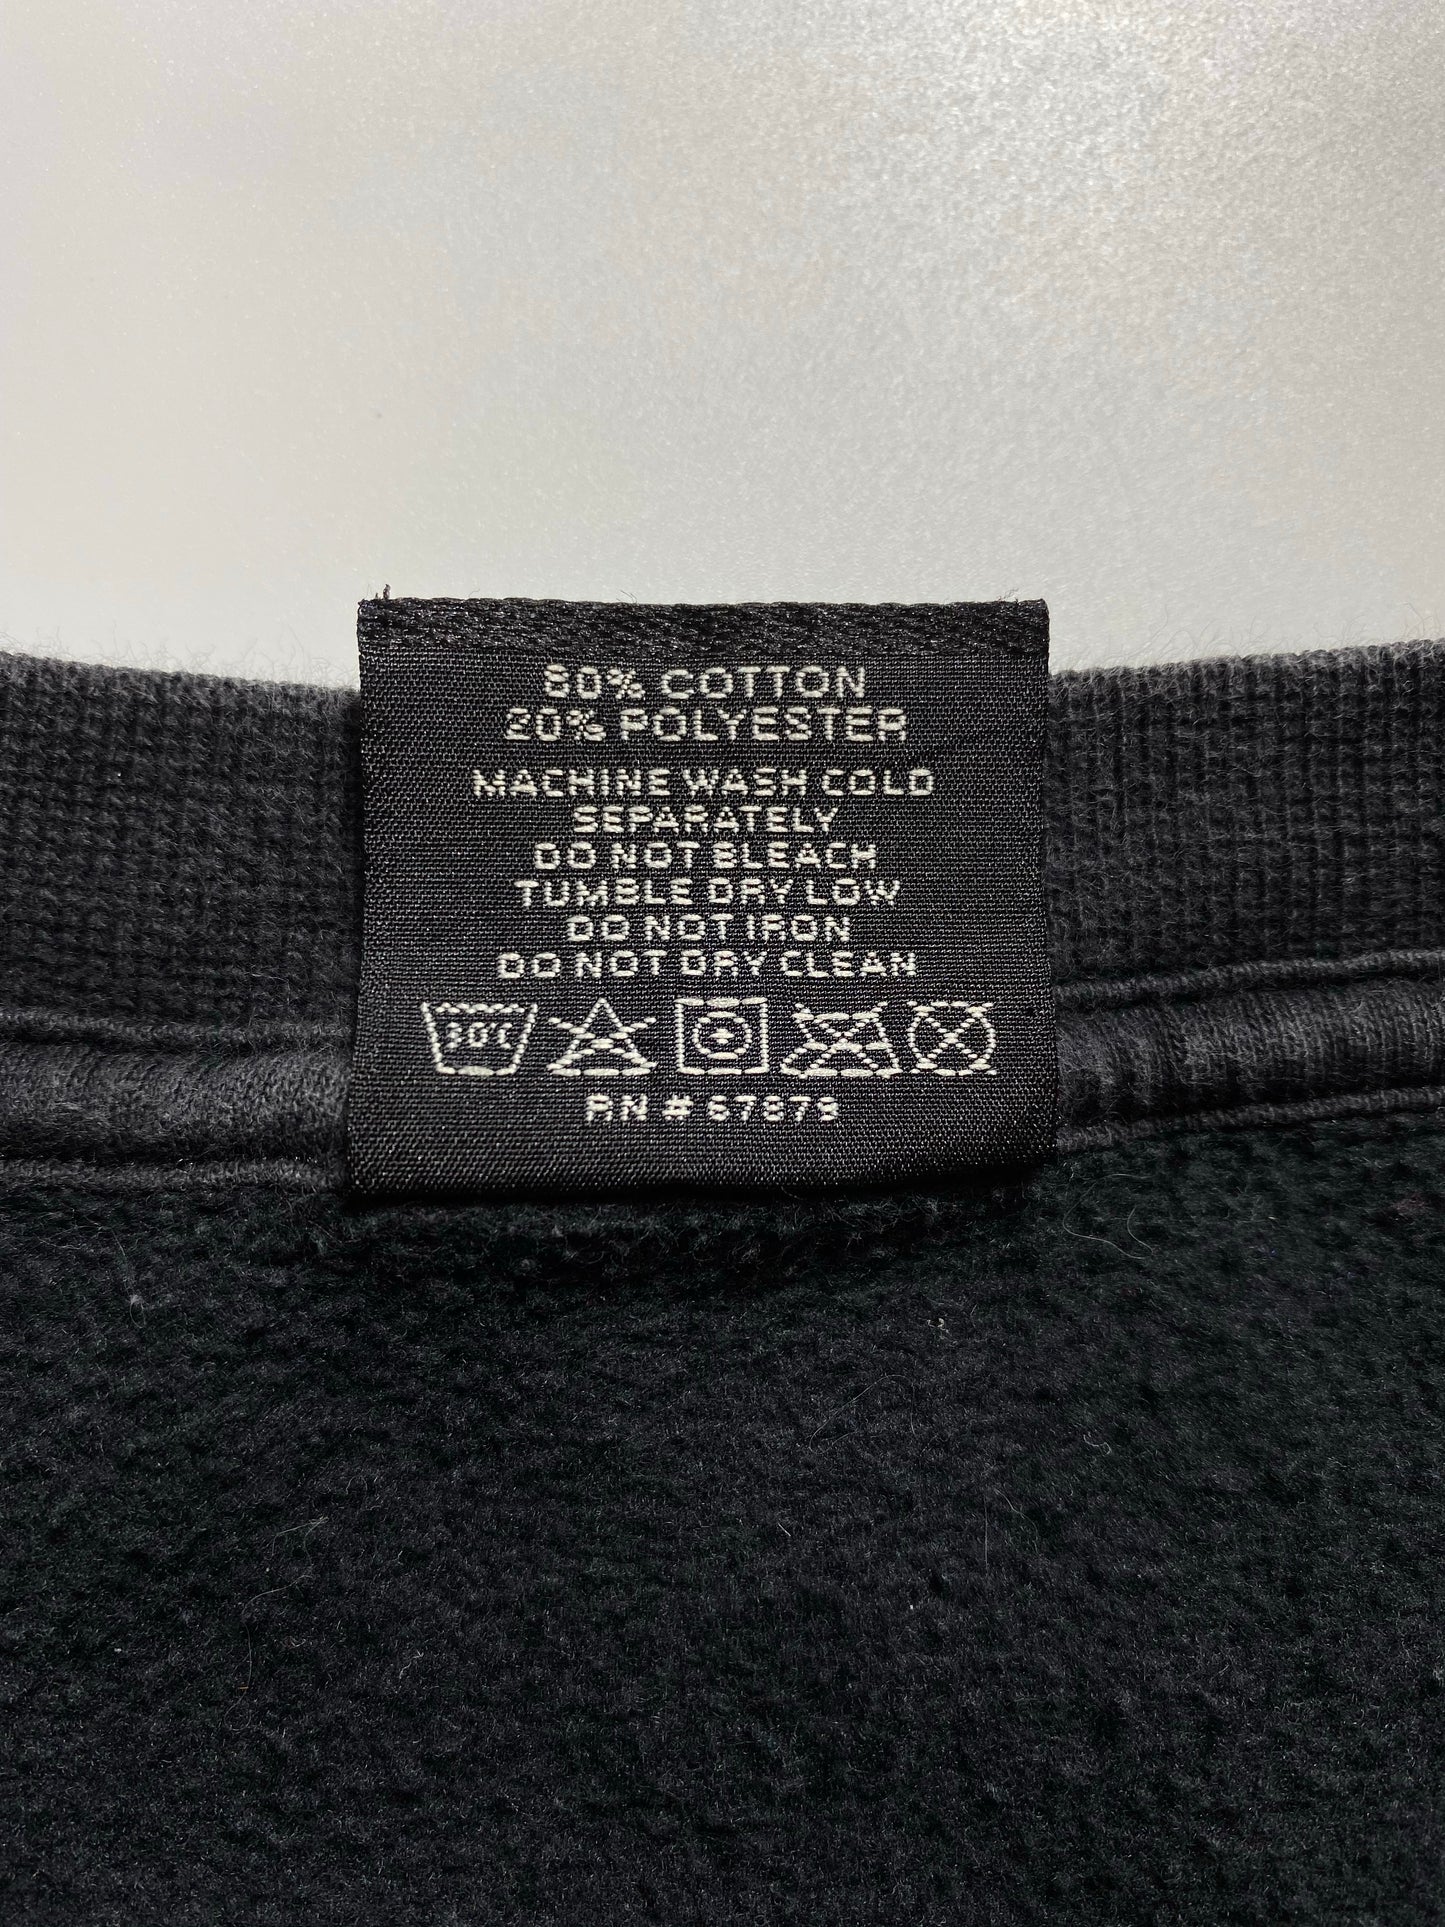 80% COTTON
20% POLYESTER
MACHINE WASH COLD
SEPARATELY
DO NOT BLEACH
TUMBLE DRY LOW
DO NOT IRON
DO NOT DRY CLEAN
30C
RN # 67879